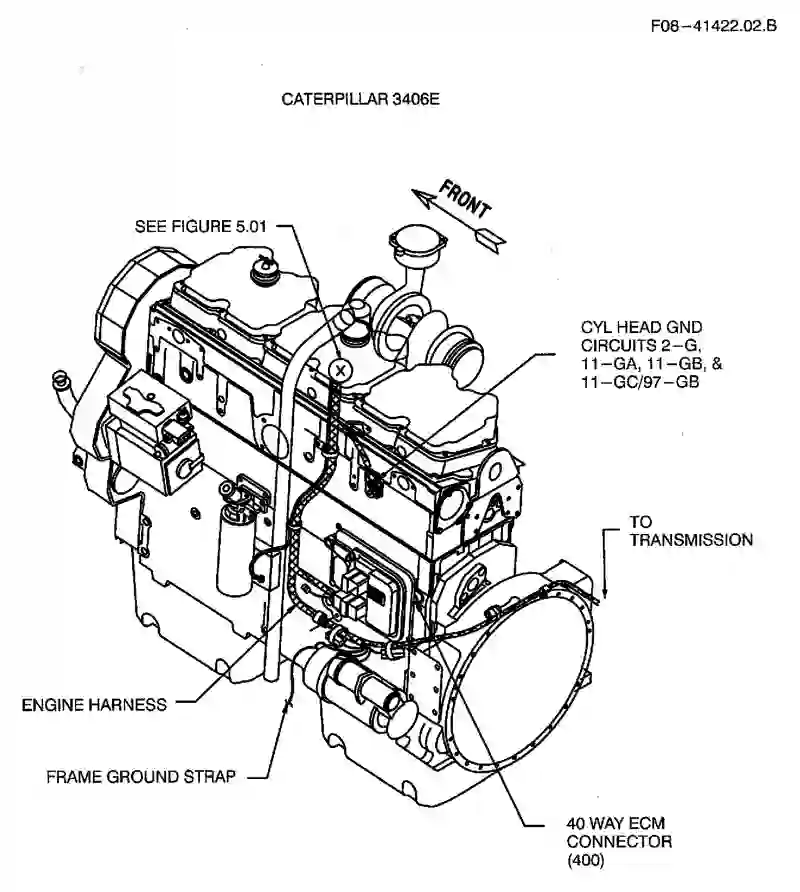 F08-41422.02.B
CATERPILLAR 3406E
FRONT
SEE FIGURE 5.01
X
CYL HEAD GND
CIRCUITS 2-G,
11-GA, 11-GB, &
11-GC/97-GB
TO
TRANSMISSION
ENGINE HARNESS
FRAME GROUND STRAP
40 WAY ECM
CONNECTOR
(400)